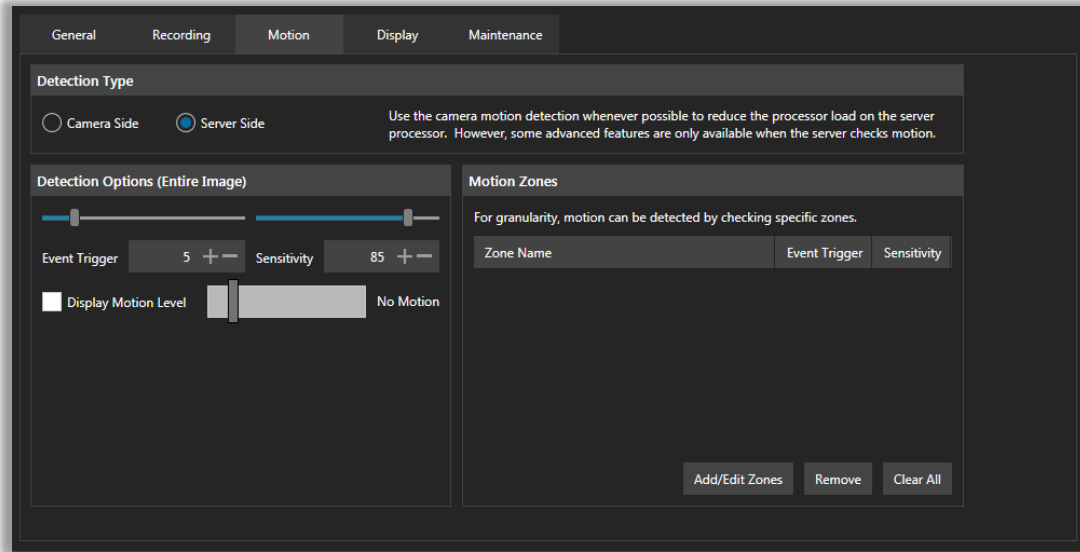 General Recording Motion Display Maintenance
Detection Type
Camera Side Server Side
Use the camera motion detection whenever possible to reduce the processor load on the server
processor. However, some advanced features are only available when the server checks motion.
Detection Options (Entire Image)
Event Trigger 5 Sensitivity 85
Display Motion Level No Motion
Motion Zones
For granularity, motion can be detected by checking specific zones.
Zone Name Event Trigger Sensitivity
Add/Edit Zones Remove Clear All